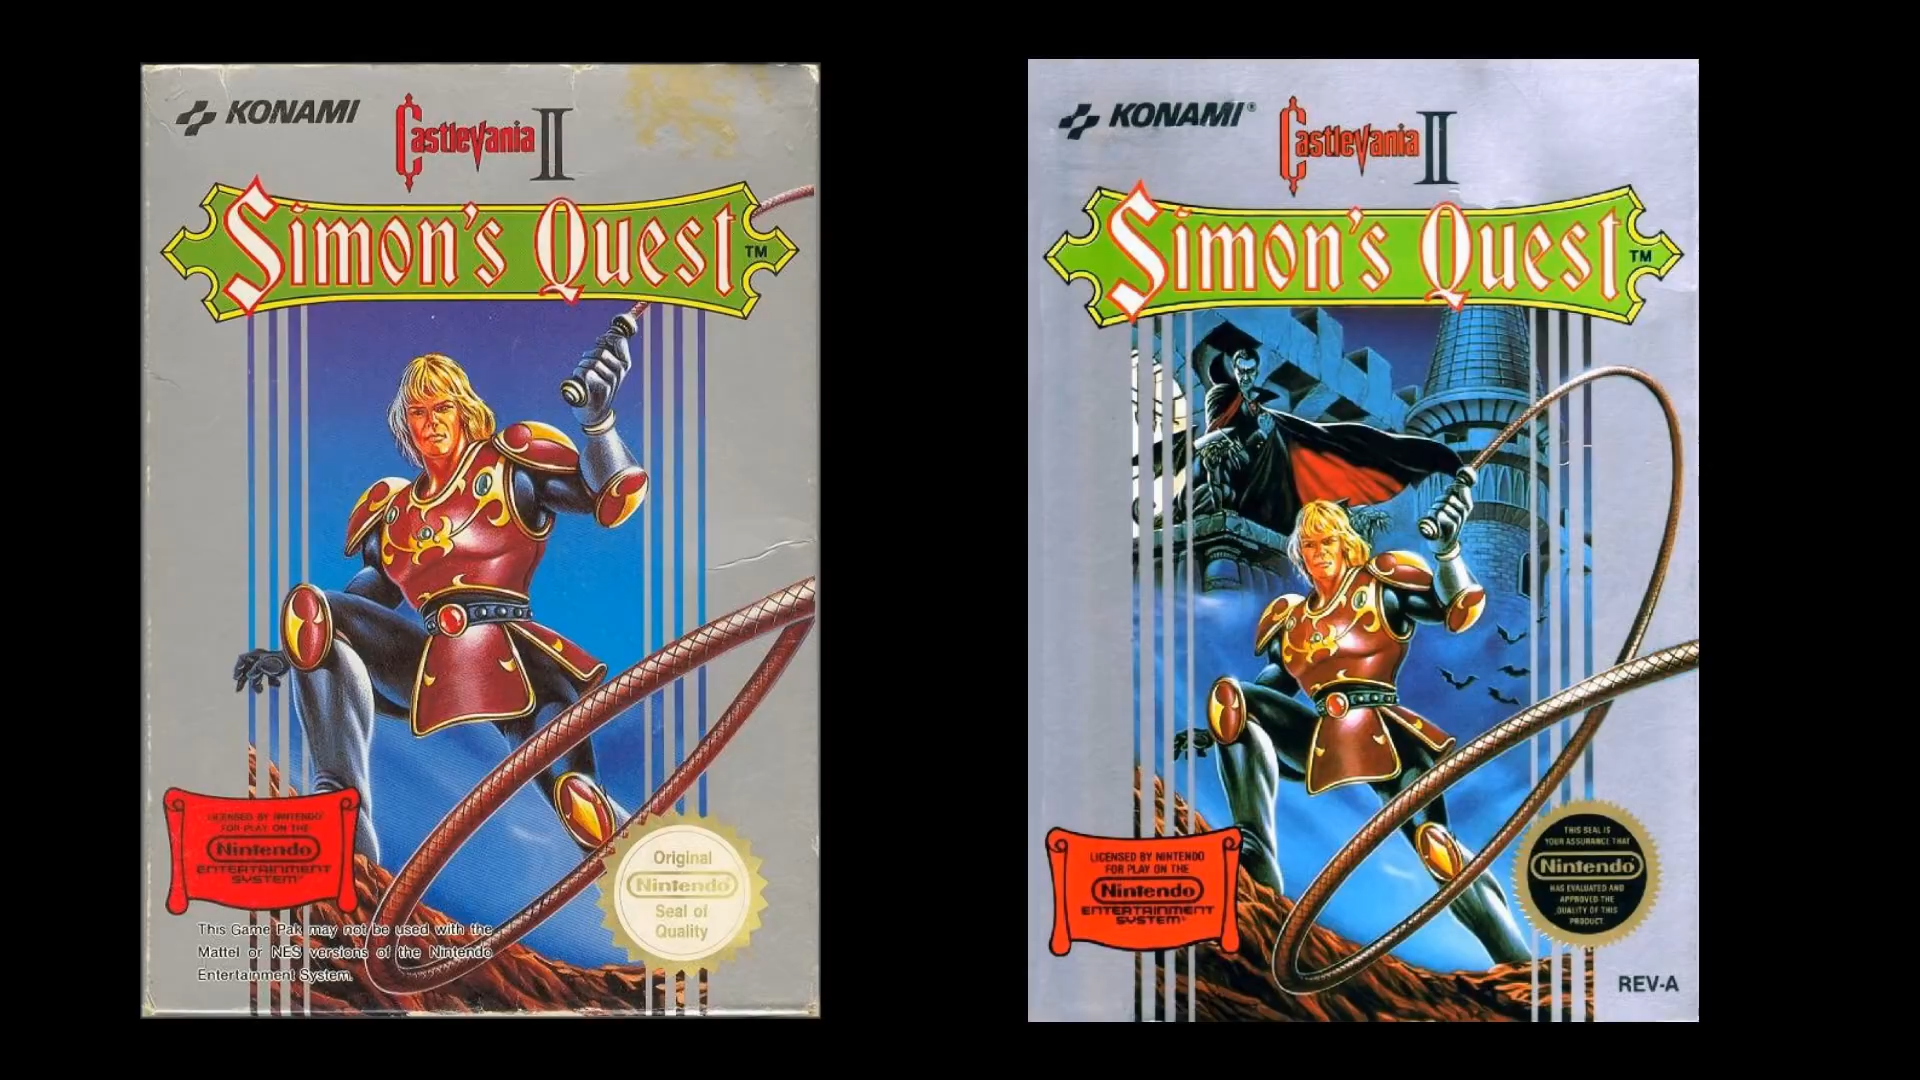 KONAMI
Castlevania II
Simon's Quest TM
LICENSED BY NINTENDO
FOR PLAY ON THE
Nintendo
ENTERTAINMENT
SYSTEM
Original
Nintendo
Seal of
Quality
This Game Pak may not be used with the
Mattel or NES versions of the Nintendo
Entertainment System.
KONAMI®
Castlevania II
Simon's Quest TM
LICENSED BY NINTENDO
FOR PLAY ON THE
Nintendo
ENTERTAINMENT
SYSTEM
THIS SEAL IS
YOUR ASSURANCE THAT
Nintendo
HAS EVALUATED AND
APPROVED THE
QUALITY OF THIS
PRODUCT.
REV-A